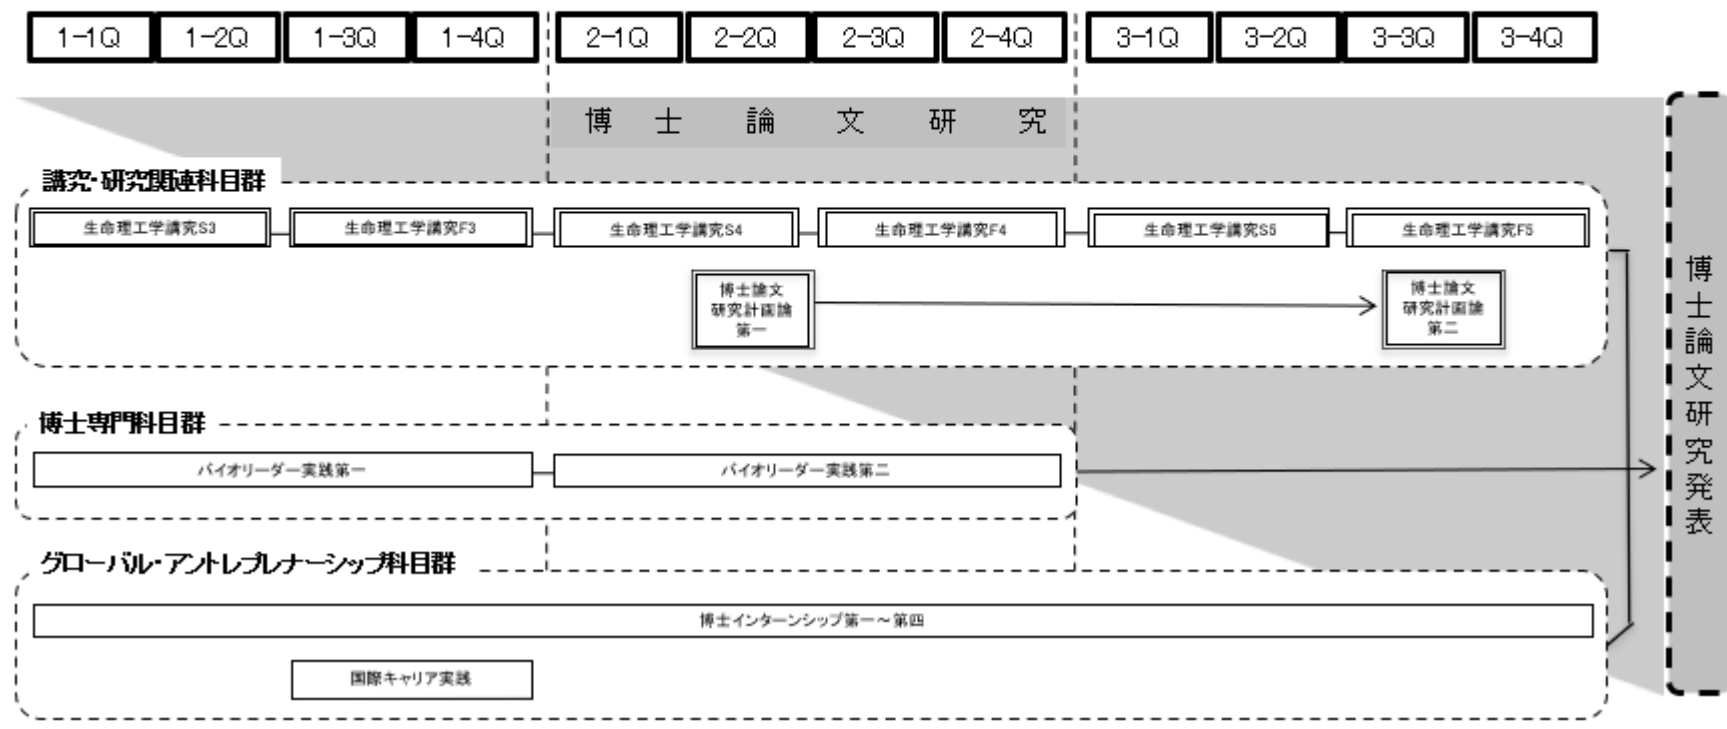 1-1Q 1-2Q 1-3Q 1-4Q 2-1Q 2-2Q 2-3Q 2-4Q 3-1Q 3-2Q 3-3Q 3-4Q
博士論文研究
講究・研究関連科目群
生命理工学講究S3 生命理工学講究F3 生命理工学講究S4 生命理工学講究F4 生命理工学講究S5 生命理工学講究F5
博士論文
研究計画論
第一
博士論文
研究計画論
第二
博士専門科目群
バイオリーダー実践第一 バイオリーダー実践第二
グローバル・アントレプレナーシップ科目群
博士インターンシップ第一～第四
国際キャリア実践
博士論文研究発表